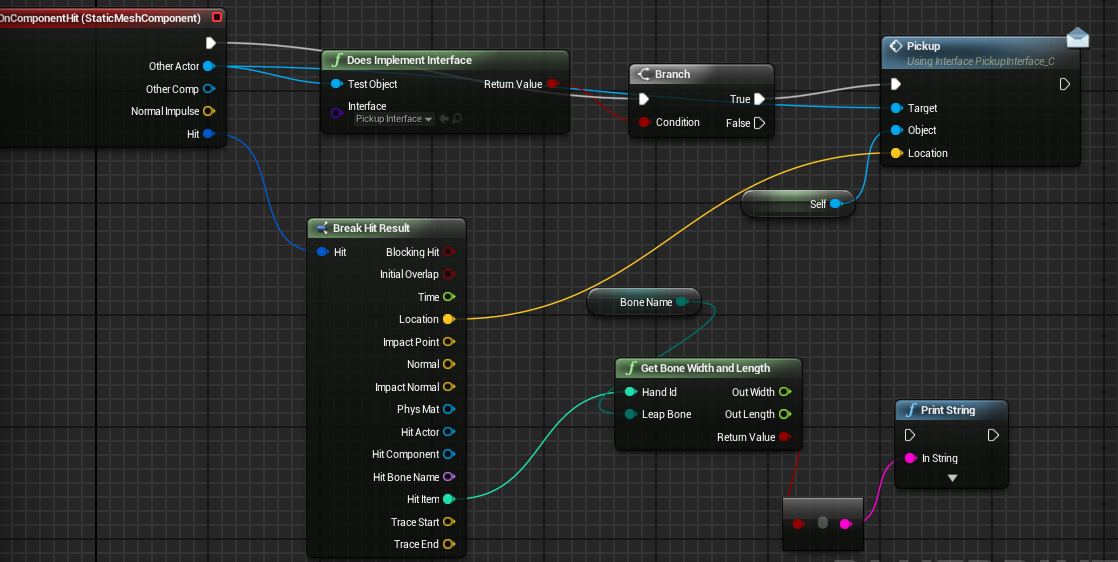 OnComponentHit (StaticMeshComponent)
Other Actor
Other Comp
Normal Impulse
Hit
f Does Implement Interface
Test Object
Return Value
Interface
Pickup Interface
Branch
True
Condition
False
Pickup
Using Interface PickupInterface_C
Target
Object
Location
Self
Break Hit Result
Hit
Blocking Hit
Initial Overlap
Time
Location
Impact Point
Normal
Impact Normal
Phys Mat
Hit Actor
Hit Component
Hit Bone Name
Hit Item
Trace Start
Trace End
Bone Name
f Get Bone Width and Length
Hand Id
Out Width
Leap Bone
Out Length
Return Value
f Print String
In String